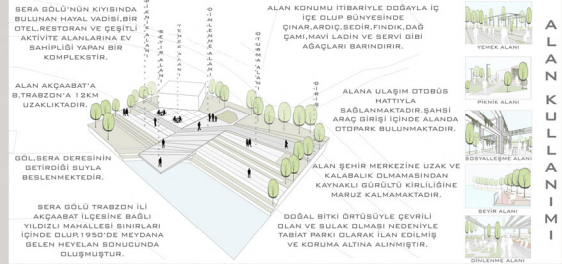 SERA GÖLÜ'NÜN KIYISINDA
BULUNAN HAYAL VADİSİ,BİR
OTEL,RESTORAN VE ÇEŞİTLİ
AKTİVİTE ALANLARINA EV
SAHİPLİĞİ YAPAN BİR
KOMPLEKSTİR.
ALAN AKÇAABAT'A
8,TRABZON'A 12KM
UZAKLIKTADIR.
GÖL,SERA DERESİNİN
GETİRDİĞİ SUYLA
BESLENMEKTEDİR.
SERA GÖLÜ TRABZON İLİ
AKÇAABAT İLÇESİNE BAĞLI
YILDIZLI MAHALLESİ SINIRLARI
İÇİNDE OLUP,1950'DE MEYDANA
GELEN HEYELAN SONUCUNDA
OLUŞMUŞTUR.
OTURMA ALANI
GİRİŞ
ALAN KONUMU İTİBARİYLE DOĞAYLA İÇ
İÇE OLUP BÜNYESİNDE
ÇINAR,ARDIÇ,SEDİR,FINDIK,DAĞ
ÇAMI,MAVİ LADİN VE SERVİ GİBİ
AĞAÇLARI BARINDIRIR.
ALANA ULAŞIM OTOBÜS
HATTIYLA
SAĞLANMAKTADIR.ŞAHSİ
ARAÇ GİRİŞİ İÇİNDE ALANDA
OTOPARK BULUNMAKTADIR.
ALAN ŞEHİR MERKEZİNE UZAK VE
KALABALIK OLMAMASINDAN
KAYNAKLI GÜRÜLTÜ KİRLİLİĞİNE
MARUZ KALMAMAKTADIR.
DOĞAL BİTKİ ÖRTÜSÜYLE ÇEVRİLİ
OLAN VE SULAK OLMASI NEDENİYLE
TABİAT PARKI OLARAK İLAN EDİLMİŞ
VE KORUMA ALTINA ALINMIŞTIR.
YEMEK ALANI
PİKNİK ALANI
SOSYALLEŞME ALANI
SEYİR ALANI
DİNLENME ALANI
ALAN KULLANIMI